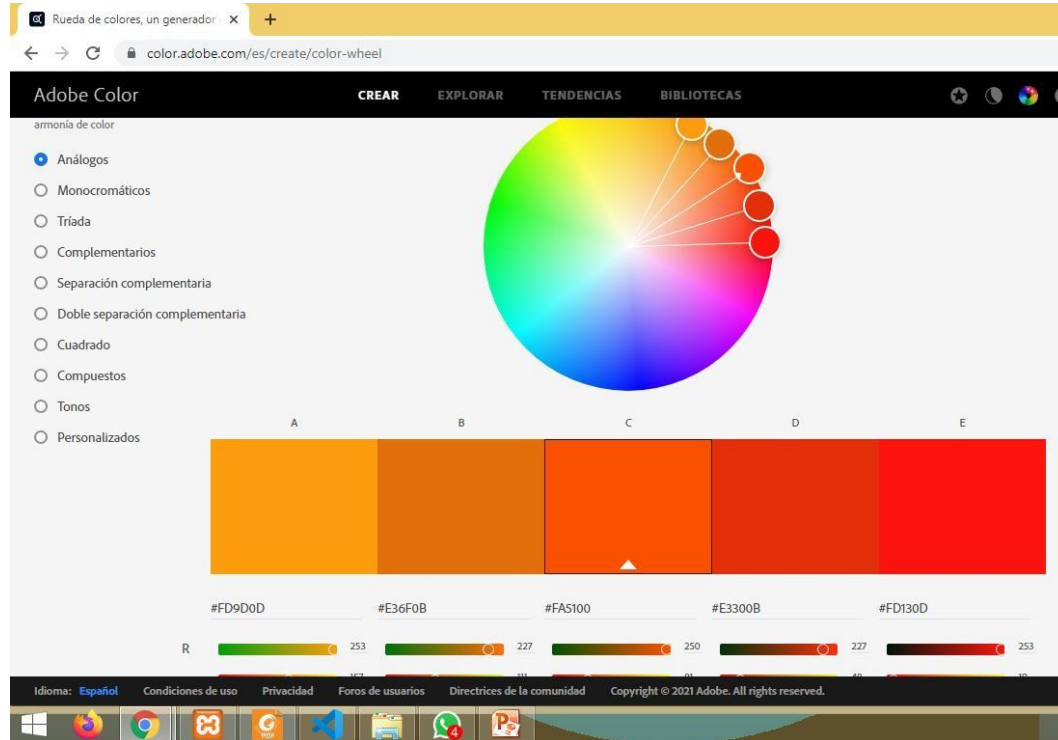 Rueda de colores, un generador
color.adobe.com/es/create/color-wheel
Adobe Color
CREAR EXPLORAR TENDENCIAS BIBLIOTECAS
armonía de color
Análogos
Monocromáticos
Tríada
Complementarios
Separación complementaria
Doble separación complementaria
Cuadrado
Compuestos
Tonos
Personalizados
A B C D E
#FD9D0D #E36F0B #FA5100 #E3300B #FD130D
R 253 227 250 227 253
Idioma: Español Condiciones de uso Privacidad Foros de usuarios Directrices de la comunidad Copyright © 2021 Adobe. All rights reserved.
4